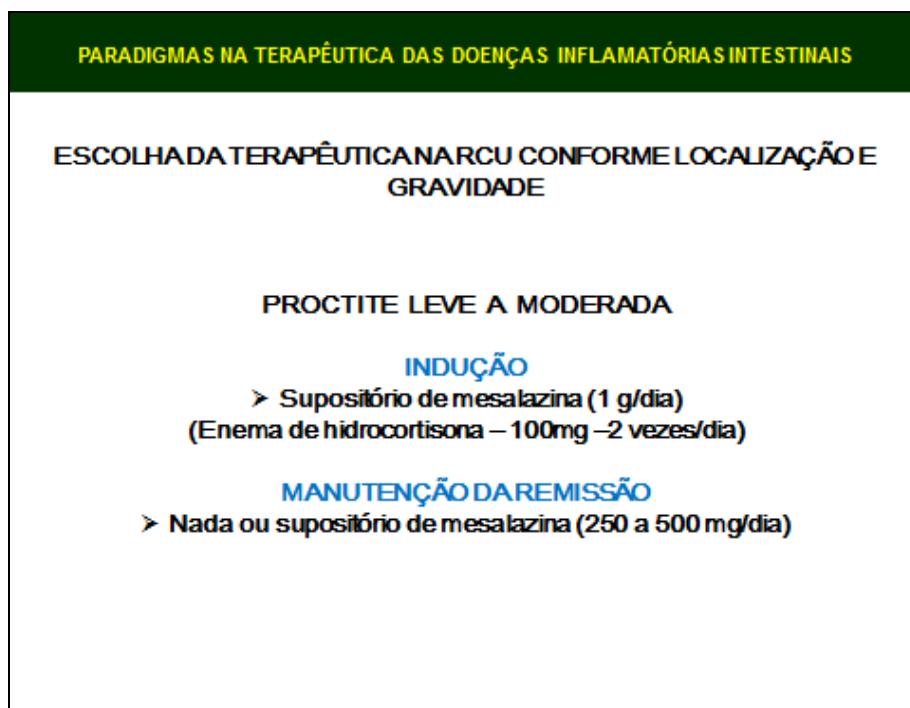 PARADIGMAS NA TERAPÊUTICA DAS DOENÇAS INFLAMATÓRIAS INTESTINAIS
ESCOLHA DA TERAPÊUTICA NA RCU CONFORME LOCALIZAÇÃO E
GRAVIDADE
PROCTITE LEVE A MODERADA
INDUÇÃO
➢ Supositório de mesalazina (1 g/dia)
(Enema de hidrocortisona – 100mg –2 vezes/dia)
MANUTENÇÃO DA REMISSÃO
➢ Nada ou supositório de mesalazina (250 a 500 mg/dia)